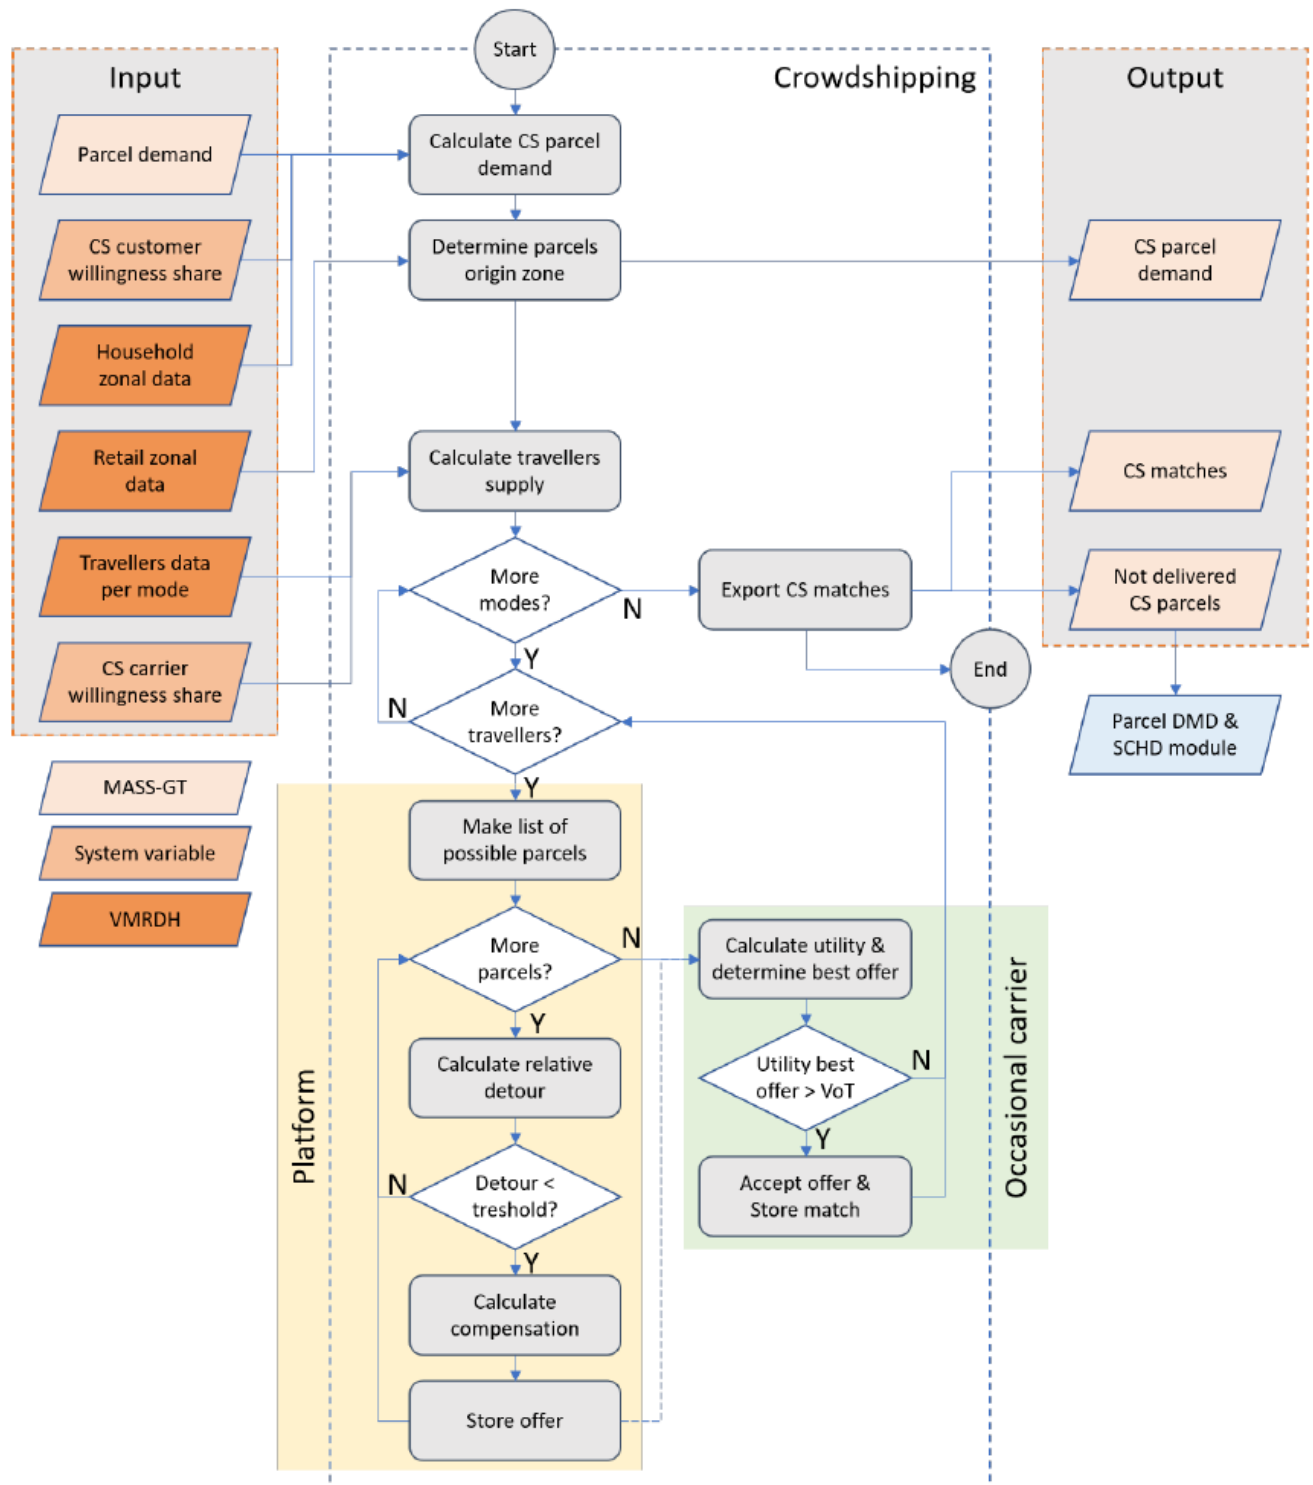 Start
Input
Crowdshipping
Output
Parcel demand
CS customer
willingness share
Household
zonal data
Retail zonal
data
Travellers data
per mode
CS carrier
willingness share
MASS-GT
System variable
VMRDH
Calculate CS parcel
demand
Determine parcels
origin zone
Calculate travellers
supply
More
modes?
N
Y
Export CS matches
End
More
travellers?
N
Y
CS parcel
demand
CS matches
Not delivered
CS parcels
Parcel DMD &
SCHD module
Platform
Make list of
possible parcels
More
parcels?
N
Y
Calculate relative
detour
Detour <
treshold?
N
Y
Calculate
compensation
Store offer
Occasional carrier
Calculate utility &
determine best offer
Utility best
offer > VoT
N
Y
Accept offer &
Store match